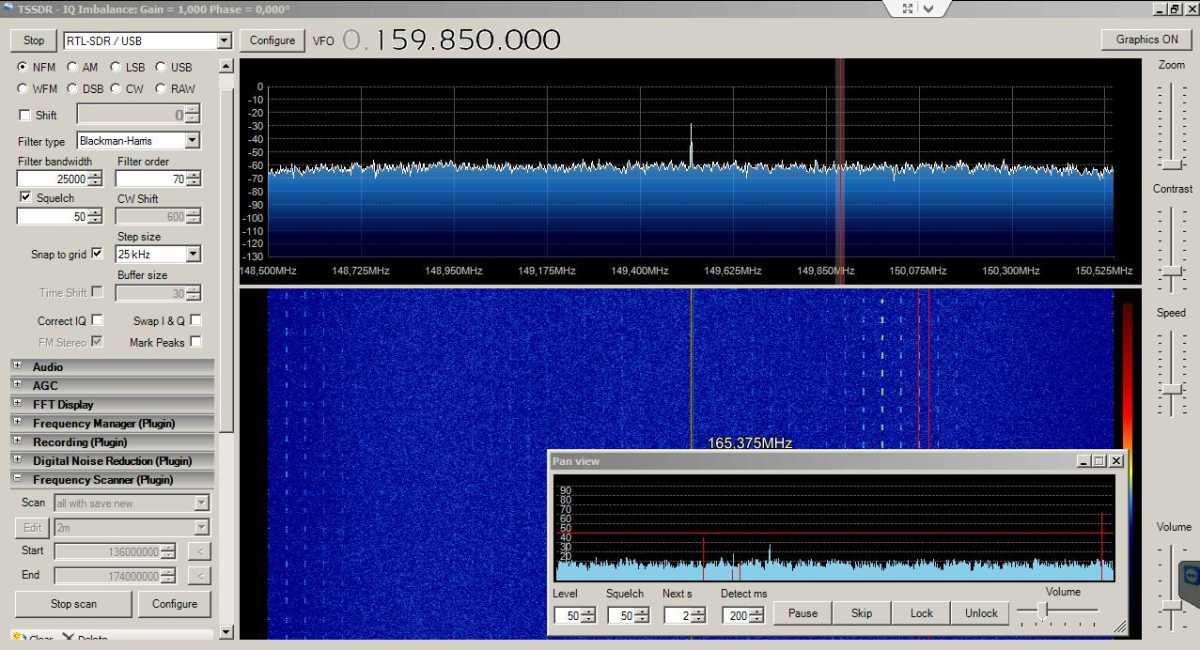 TSSDR - IQ Imbalance: Gain = 1,000 Phase = 0,000°
Stop RTL-SDR / USB Configure VFO 0.159.850.000 Graphics ON
NFM AM LSB USB
WFM DSB CW RAW
Shift 0
Filter type Blackman-Harris
Filter bandwidth Filter order
25000 70
Squelch CW Shift
50 600
Step size
Snap to grid 25 kHz
Buffer size
Time Shift 30
Correct IQ Swap I & Q
FM Stereo Mark Peaks
Audio
AGC
FFT Display
Frequency Manager (Plugin)
Recording (Plugin)
Digital Noise Reduction (Plugin)
Frequency Scanner (Plugin)
Scan all with save new
Edit 2m
Start 136000000 <
End 174000000 <
Stop scan Configure
Clear Delete
0
-10
-20
-30
-40
-50
-60
-70
-80
-90
-100
-110
-120
-130
148,500MHz 148,725MHz 148,950MHz 149,175MHz 149,400MHz 149,625MHz 149,850MHz 150,075MHz 150,300MHz 150,525MHz
165,375MHz
Pan view
90
80
70
60
50
40
30
20
Level Squelch Next s Detect ms Volume
50 50 2 200 Pause Skip Lock Unlock
Zoom
Contrast
Speed
Volume